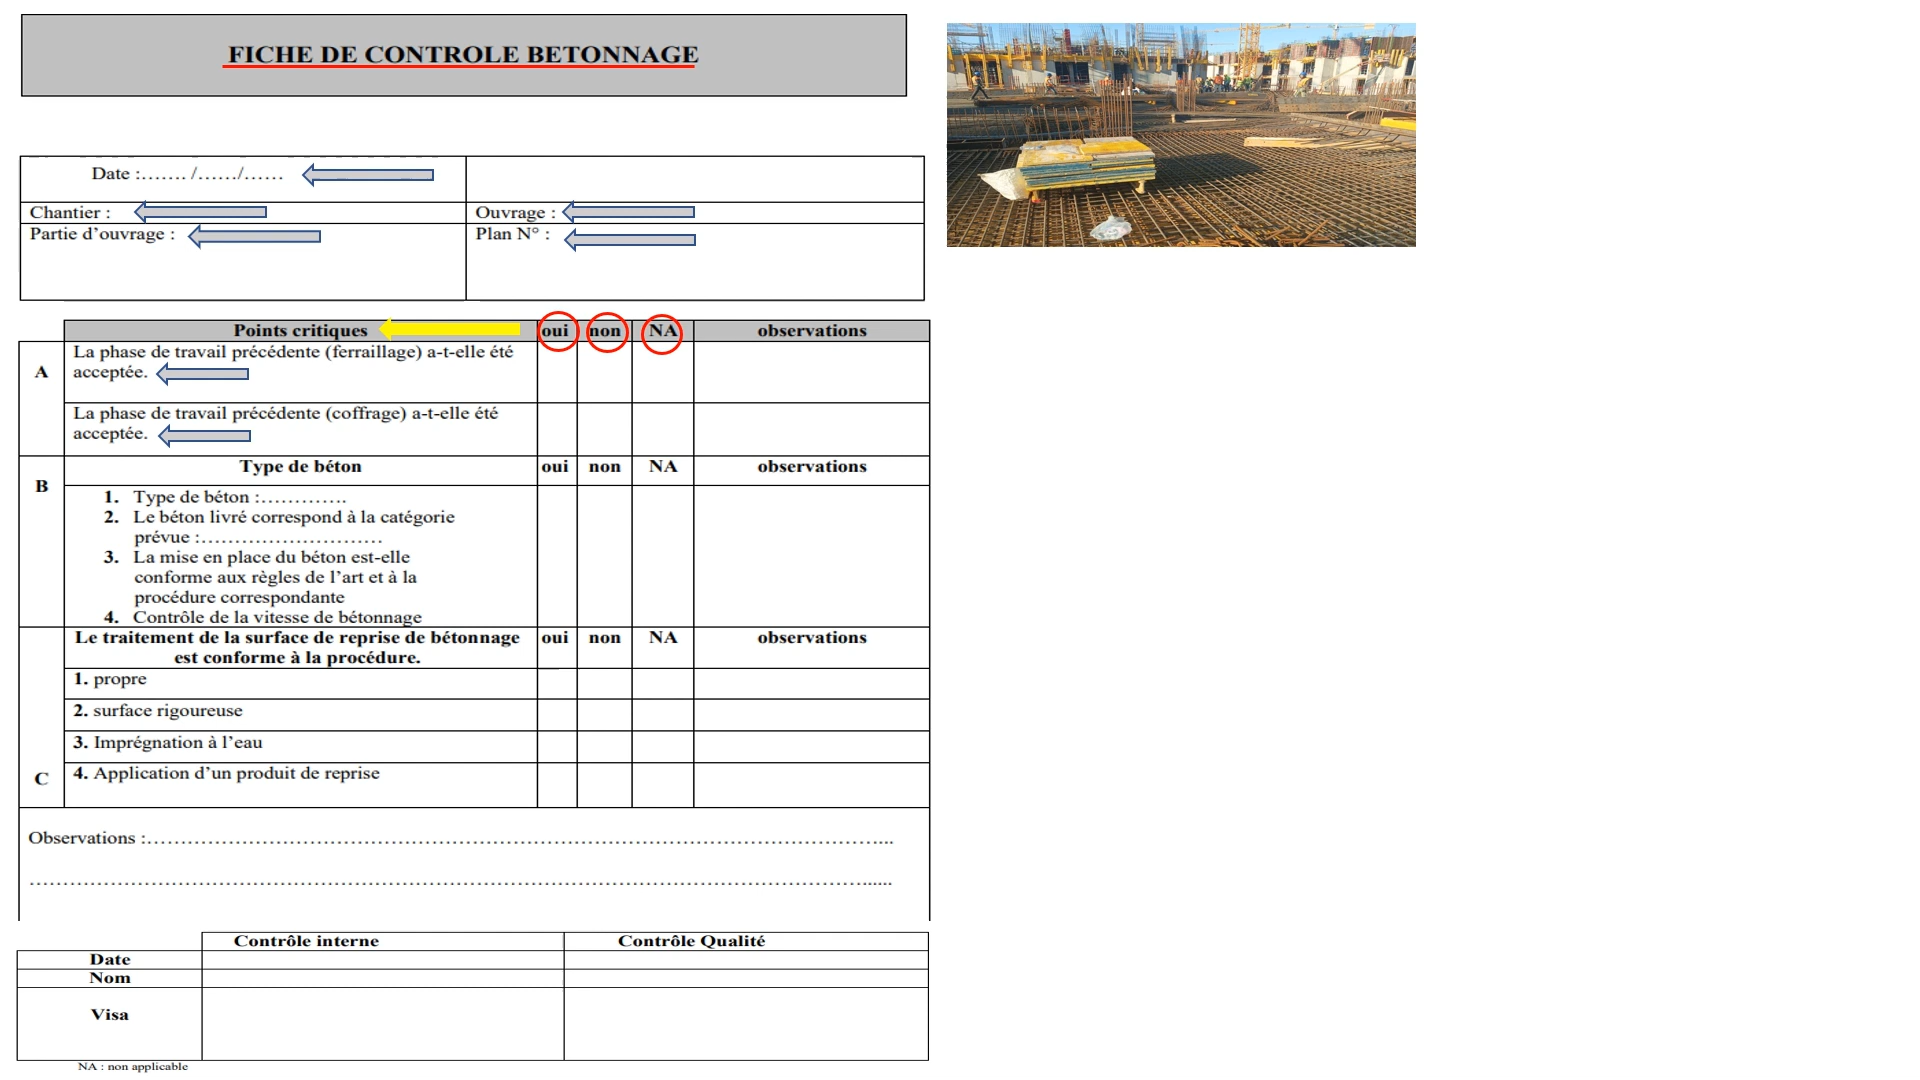 FICHE DE CONTROLE BETONNAGE
Date :……. /……/……
Chantier :
Ouvrage :
Partie d’ouvrage :
Plan N° :
Points critiques oui non NA observations
A
La phase de travail précédente (ferraillage) a-t-elle été
acceptée.
La phase de travail précédente (coffrage) a-t-elle été
acceptée.
B
Type de béton oui non NA observations
1. Type de béton :………….
2. Le béton livré correspond à la catégorie
prévue :………………………
3. La mise en place du béton est-elle
conforme aux règles de l’art et à la
procédure correspondante
4. Contrôle de la vitesse de bétonnage
Le traitement de la surface de reprise de bétonnage oui non NA observations
est conforme à la procédure.
1. propre
2. surface rigoureuse
3. Imprégnation à l’eau
C
4. Application d’un produit de reprise
Observations :…………………………………………………………………………………………………...
……………………………………………………………………………………………………………......
Contrôle interne Contrôle Qualité
Date
Nom
Visa
NA : non applicable